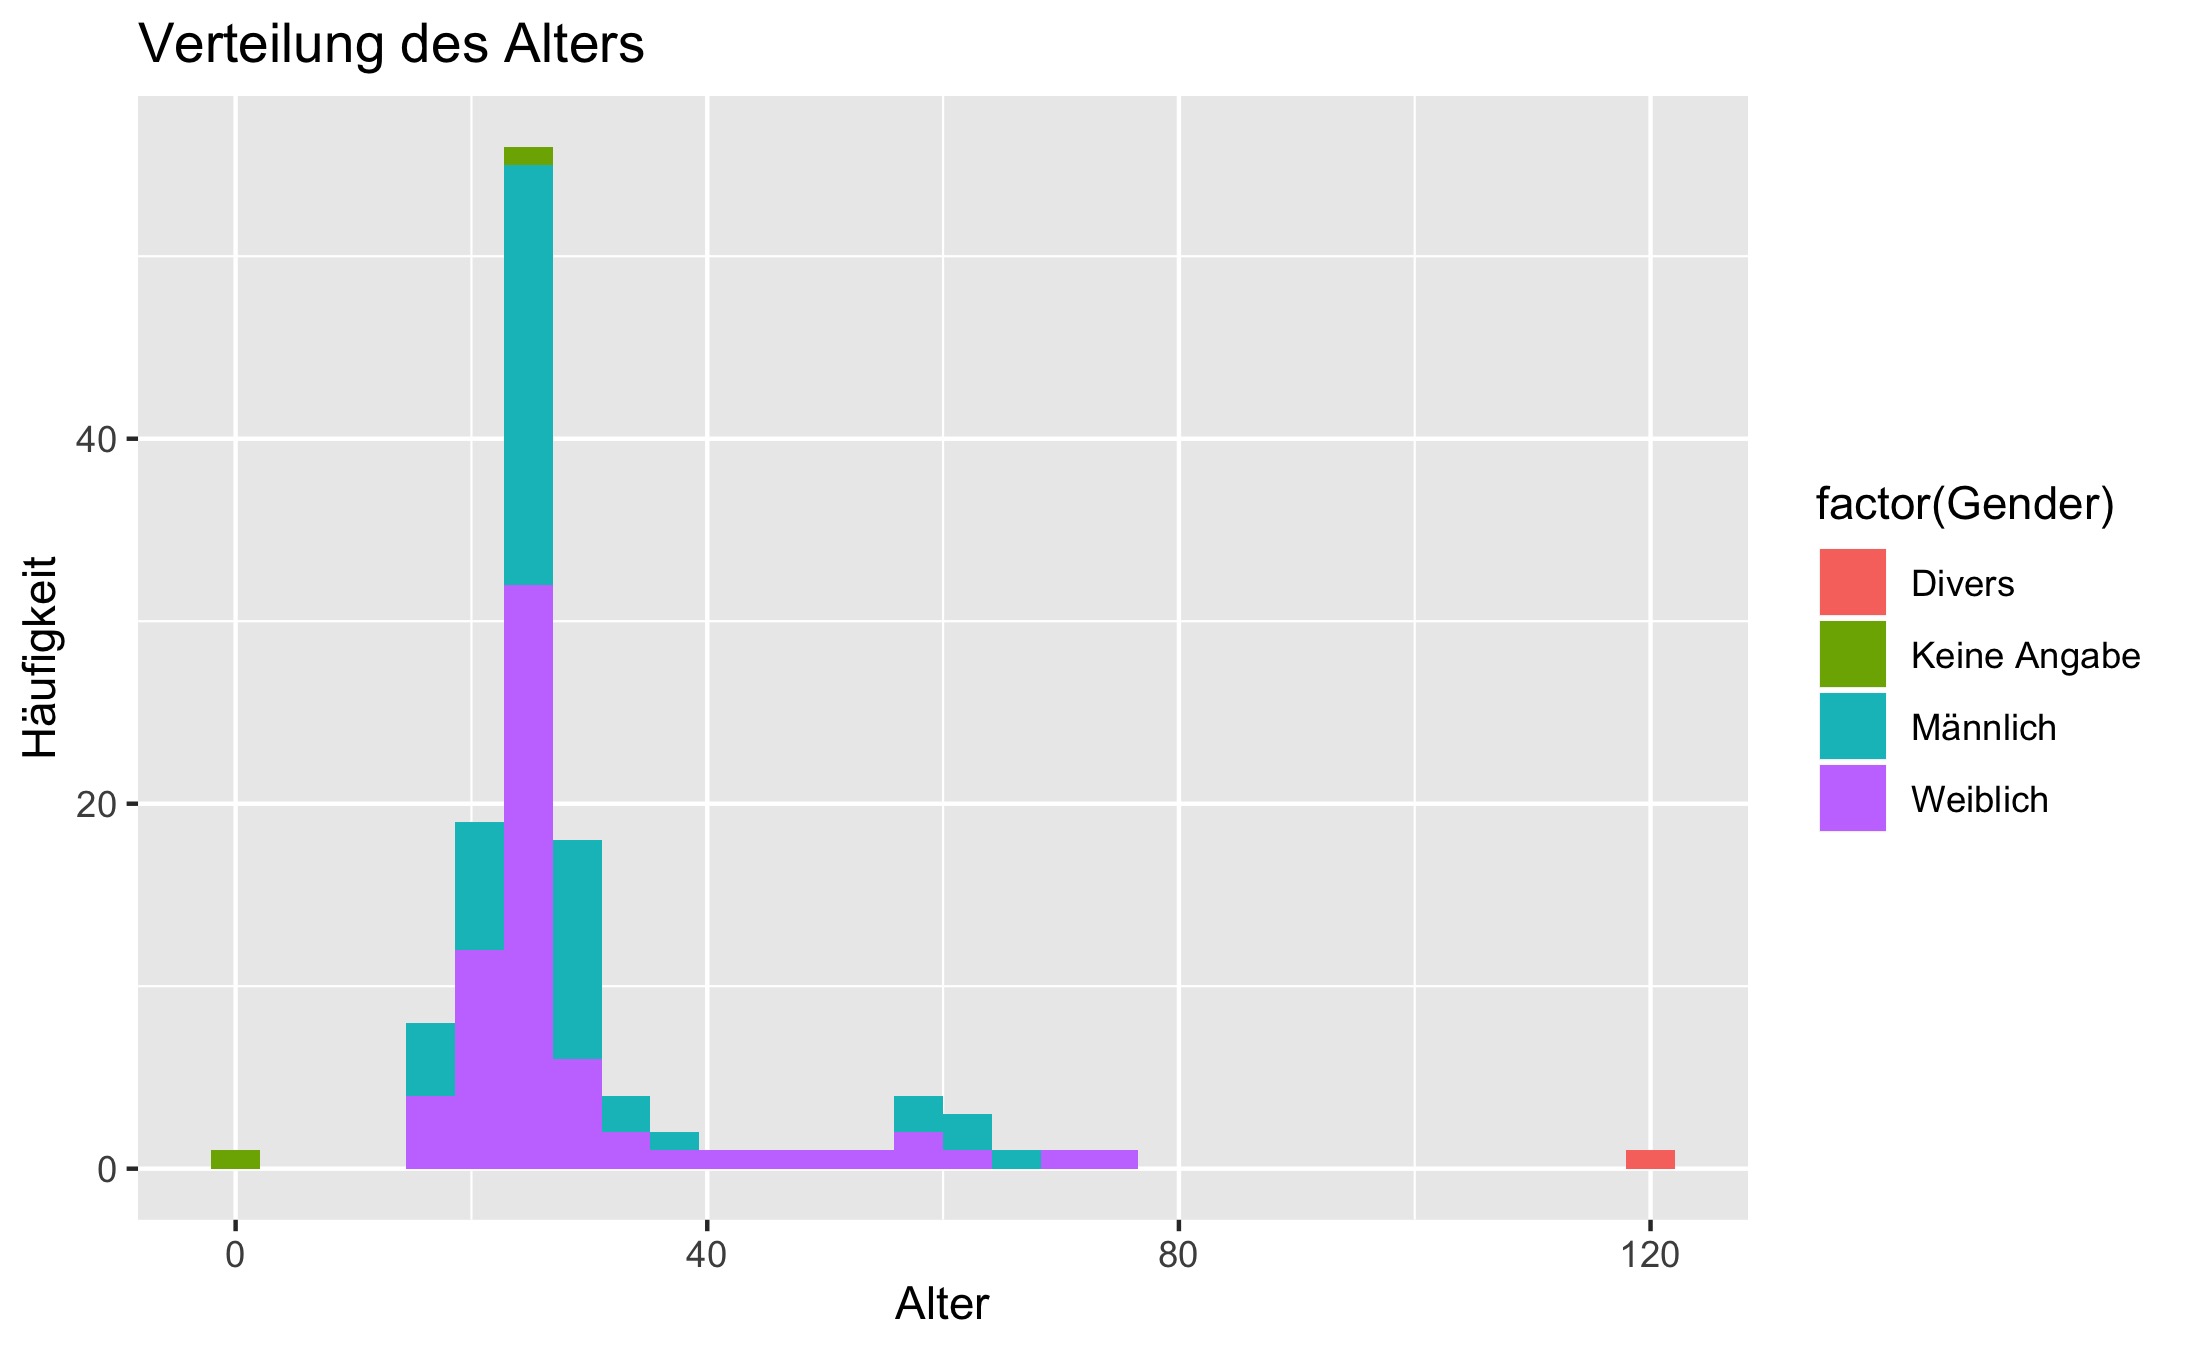 Verteilung des Alters
Häufigkeit
40
20
0
0
40
80
120
Alter
factor(Gender)
Divers
Keine Angabe
Männlich
Weiblich